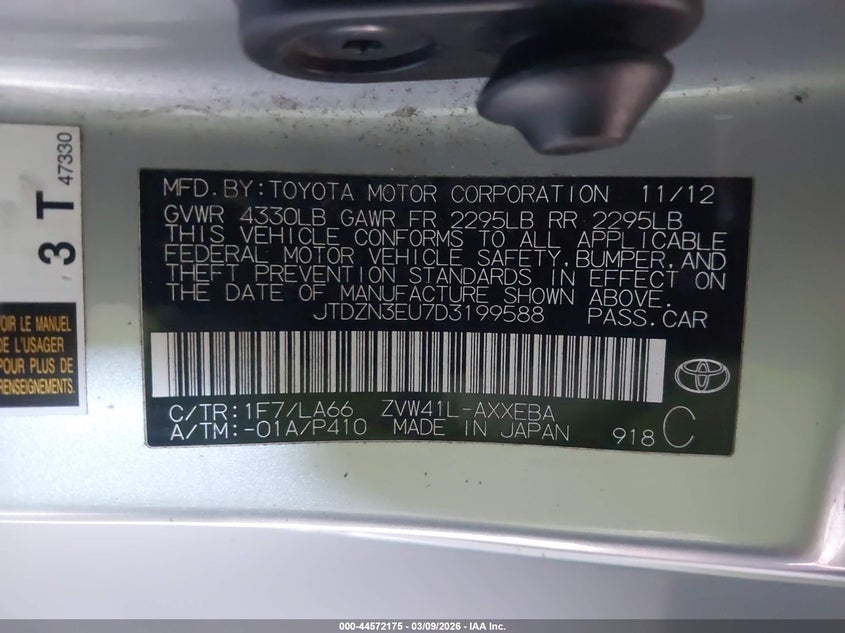 3 T 47330
OIR LE MANUEL
DE L'USAGER
POUR PLUS DE
RENSEIGNEMENTS.
MFD. BY: TOYOTA MOTOR CORPORATION 11/12
GVWR 4330LB GAWR FR 2295LB RR 2295LB
THIS VEHICLE CONFORMS TO ALL APPLICABLE
FEDERAL MOTOR VEHICLE SAFETY, BUMPER, AND
THEFT PREVENTION STANDARDS IN EFFECT ON
THE DATE OF MANUFACTURE SHOWN ABOVE.
JTDZN3EU7D3199588 PASS. CAR
C/TR: 1F7/LA66 ZVW41L-AXXEBA
A/TM: -01A/P410 MADE IN JAPAN 918 C
000-44572175 - 03/09/2026 - IAA Inc.